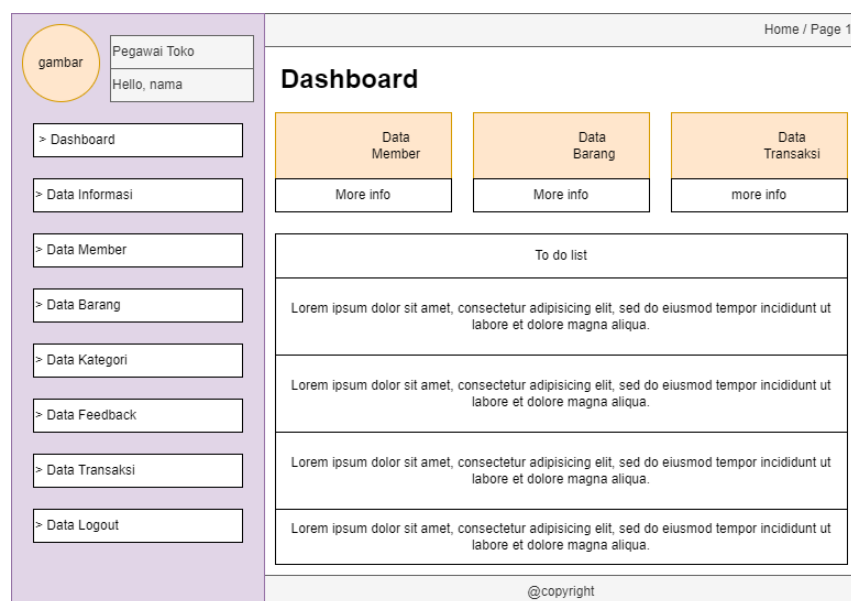 gambar
Pegawai Toko
Hello, nama
> Dashboard
> Data Informasi
> Data Member
> Data Barang
> Data Kategori
> Data Feedback
> Data Transaksi
> Data Logout
Home / Page 1
Dashboard
Data
Member
More info
Data
Barang
More info
Data
Transaksi
more info
To do list
Lorem ipsum dolor sit amet, consectetur adipisicing elit, sed do eiusmod tempor incididunt ut
labore et dolore magna aliqua.
Lorem ipsum dolor sit amet, consectetur adipisicing elit, sed do eiusmod tempor incididunt ut
labore et dolore magna aliqua.
Lorem ipsum dolor sit amet, consectetur adipisicing elit, sed do eiusmod tempor incididunt ut
labore et dolore magna aliqua.
Lorem ipsum dolor sit amet, consectetur adipisicing elit, sed do eiusmod tempor incididunt ut
labore et dolore magna aliqua.
@copyright